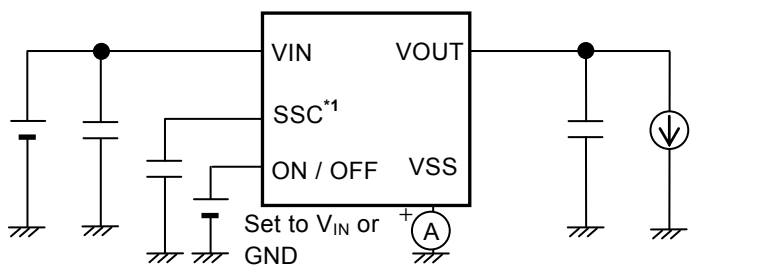 VIN VOUT
SSC*1
ON / OFF VSS
Set to VIN or
GND
+
A